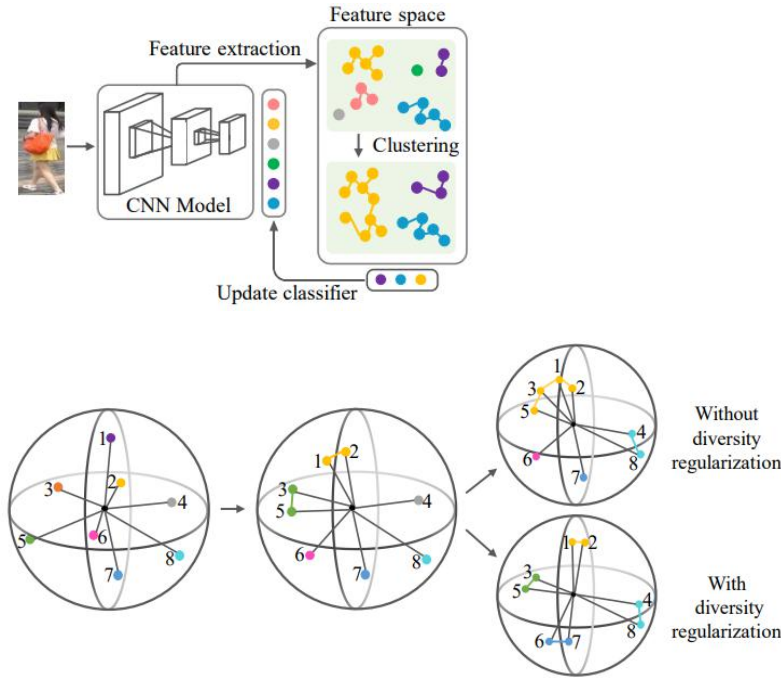 Feature space
Feature extraction
Clustering
CNN Model
Update classifier
1
2
3
4
5
6
7
8
1
2
3
4
5
6
7
8
1
2
3
4
5
6
7
8
Without
diversity
regularization
1
2
3
4
5
6
7
8
With
diversity
regularization